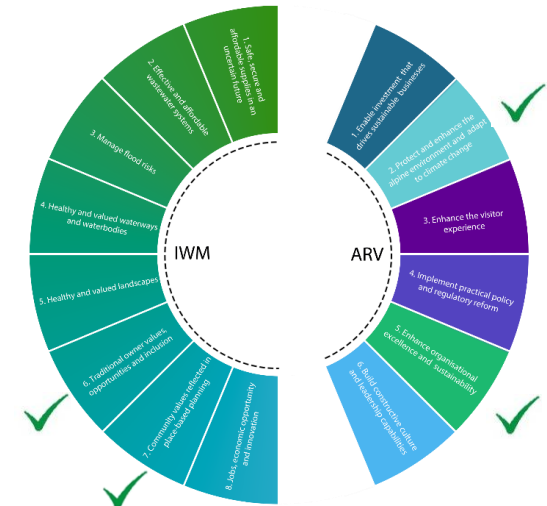 1. Safe, secure and
affordable supplies in an
uncertain future
2. Effective and affordable
wastewater systems
3. Manage flood risks
4. Healthy and valued waterways
and waterbodies
5. Healthy and valued landscapes
6. Traditional owner values,
opportunities and inclusion
7. Community values reflected in
place-based planning
8. Jobs, economic opportunity
and innovation
IWM
ARV
1. Enable investment that
drives sustainable businesses
2. Protect and enhance the
alpine environment and adapt
to climate change
3. Enhance the visitor
experience
4. Implement practical policy
and regulatory reform
5. Enhance organisational
excellence and sustainability
6. Build constructive culture
and leadership capabilities